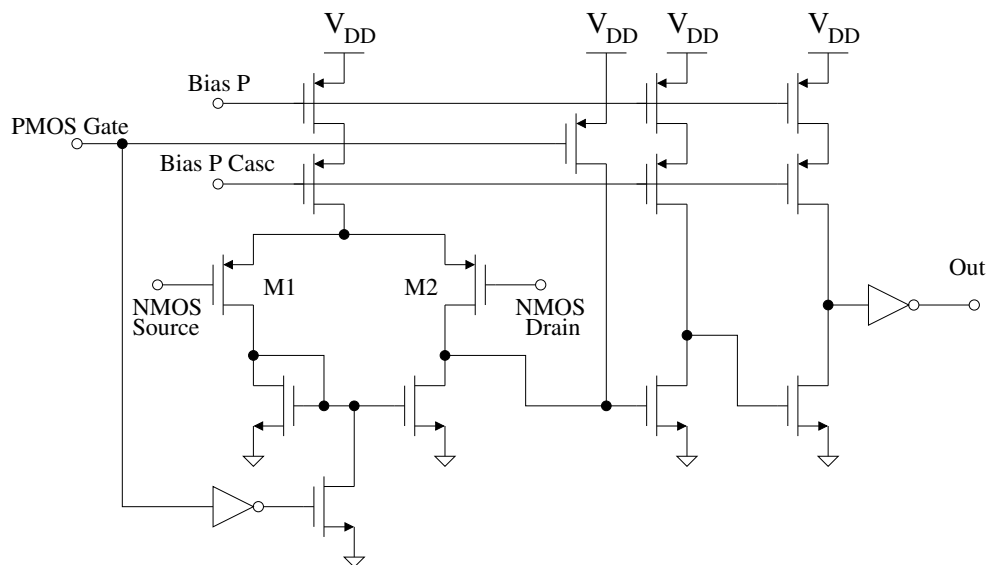 V_DD
V_DD
V_DD
V_DD
Bias P
PMOS Gate
Bias P Casc
M1
M2
NMOS
Source
NMOS
Drain
Out